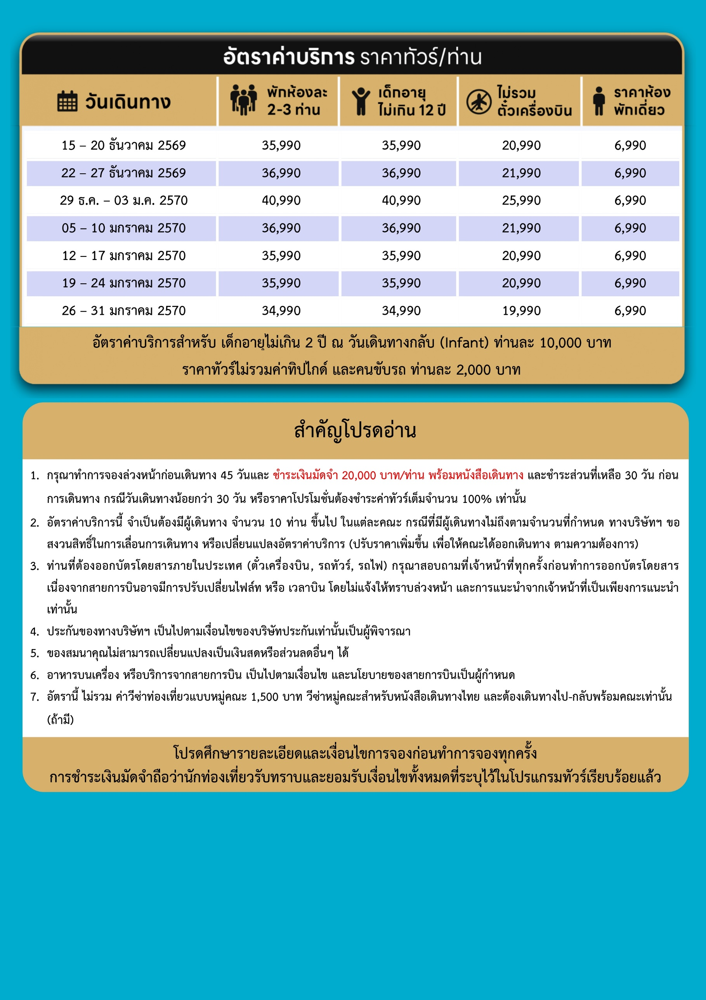 อัตราค่าบริการ ราคาทัวร์/ท่าน
วันเดินทาง พักห้องละ 2-3 ท่าน เด็กอายุ ไม่เกิน 12 ปี ไม่รวม ตั๋วเครื่องบิน ราคาห้อง พักเดี่ยว
15 – 20 ธันวาคม 2569 35,990 35,990 20,990 6,990
22 – 27 ธันวาคม 2569 36,990 36,990 21,990 6,990
29 ธ.ค. – 03 ม.ค. 2570 40,990 40,990 25,990 6,990
05 – 10 มกราคม 2570 36,990 36,990 21,990 6,990
12 – 17 มกราคม 2570 35,990 35,990 20,990 6,990
19 – 24 มกราคม 2570 35,990 35,990 20,990 6,990
26 – 31 มกราคม 2570 34,990 34,990 19,990 6,990
อัตราค่าบริการสำหรับ เด็กอายุไม่เกิน 2 ปี ณ วันเดินทางกลับ (Infant) ท่านละ 10,000 บาท
ราคาทัวร์ไม่รวมค่าทิปไกด์ และคนขับรถ ท่านละ 2,000 บาท
สำคัญโปรดอ่าน
1. กรุณาทำการจองล่วงหน้าก่อนเดินทาง 45 วันและ ชำระเงินมัดจำ 20,000 บาท/ท่าน พร้อมหนังสือเดินทาง และชำระส่วนที่เหลือ 30 วัน ก่อน
การเดินทาง กรณีวันเดินทางน้อยกว่า 30 วัน หรือราคาโปรโมชั่นต้องชำระค่าทัวร์เต็มจำนวน 100% เท่านั้น
2. อัตราค่าบริการนี้ จำเป็นต้องมีผู้เดินทาง จำนวน 10 ท่าน ขึ้นไป ในแต่ละคณะ กรณีที่มีผู้เดินทางไม่ถึงตามจำนวนที่กำหนด ทางบริษัทฯ ขอ
สงวนสิทธิ์ในการเลื่อนการเดินทาง หรือเปลี่ยนแปลงอัตราค่าบริการ (ปรับราคาเพิ่มขึ้น เพื่อให้คณะได้ออกเดินทาง ตามความต้องการ)
3. ท่านที่ต้องออกบัตรโดยสารภายในประเทศ (ตั๋วเครื่องบิน, รถทัวร์, รถไฟ) กรุณาสอบถามที่เจ้าหน้าที่ทุกครั้งก่อนทำการออกบัตรโดยสาร
เนื่องจากสายการบินอาจมีการปรับเปลี่ยนไฟล์ท หรือ เวลาบิน โดยไม่แจ้งให้ทราบล่วงหน้า และการแนะนำจากเจ้าหน้าที่เป็นเพียงการแนะนำ
เท่านั้น
4. ประกันของทางบริษัทฯ เป็นไปตามเงื่อนไขของบริษัทประกันเท่านั้นเป็นผู้พิจารณา
5. ของสมนาคุณไม่สามารถเปลี่ยนแปลงเป็นเงินสดหรือส่วนลดอื่นๆ ได้
6. อาหารบนเครื่อง หรือบริการจากสายการบิน เป็นไปตามเงื่อนไข และนโยบายของสายการบินเป็นผู้กำหนด
7. อัตรานี้ ไม่รวม ค่าวีซ่าท่องเที่ยวแบบหมู่คณะ 1,500 บาท วีซ่าหมู่คณะสำหรับหนังสือเดินทางไทย และต้องเดินทางไป-กลับพร้อมคณะเท่านั้น
(ถ้ามี)
โปรดศึกษารายละเอียดและเงื่อนไขการจองก่อนทำการจองทุกครั้ง
การชำระเงินมัดจำถือว่านักท่องเที่ยวรับทราบและยอมรับเงื่อนไขทั้งหมดที่ระบุไว้ในโปรแกรมทัวร์เรียบร้อยแล้ว